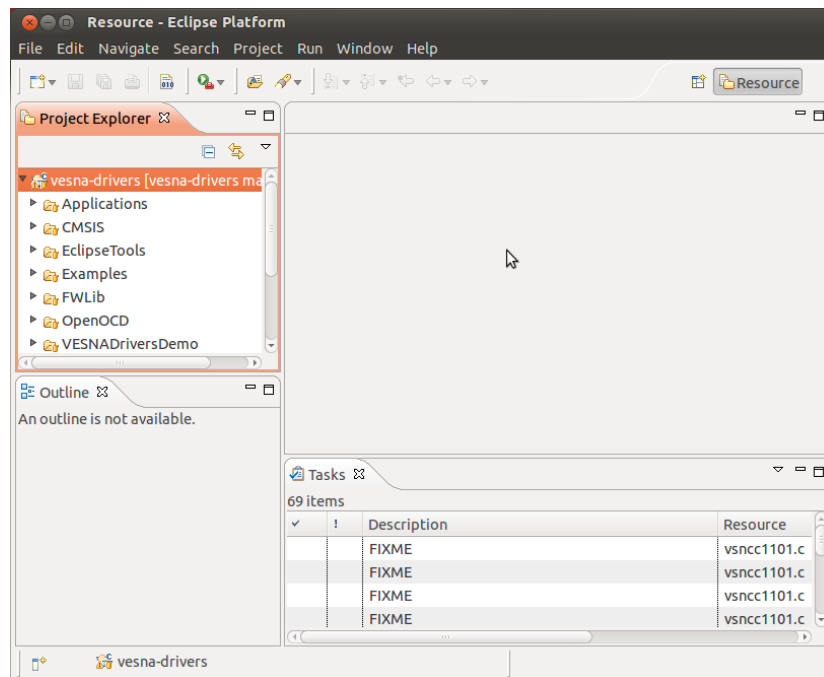 Resource - Eclipse Platform
File Edit Navigate Search Project Run Window Help
Resource
Project Explorer
vesna-drivers [vesna-drivers ma
Applications
CMSIS
EclipseTools
Examples
FWLib
OpenOCD
VESNADriversDemo
Outline
An outline is not available.
Tasks
69 items
! Description Resource
FIXME vsncc1101.c
FIXME vsncc1101.c
FIXME vsncc1101.c
FIXME vsncc1101.c
vesna-drivers